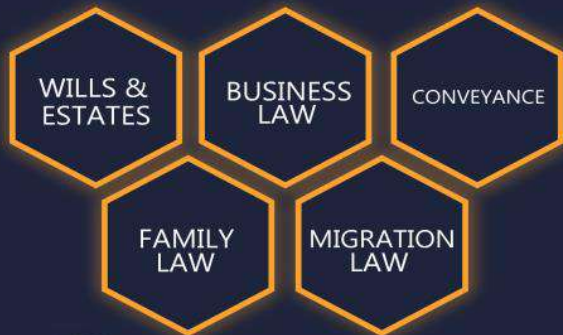 WILLS &
ESTATES
BUSINESS
LAW
CONVEYANCE
FAMILY
LAW
MIGRATION
LAW